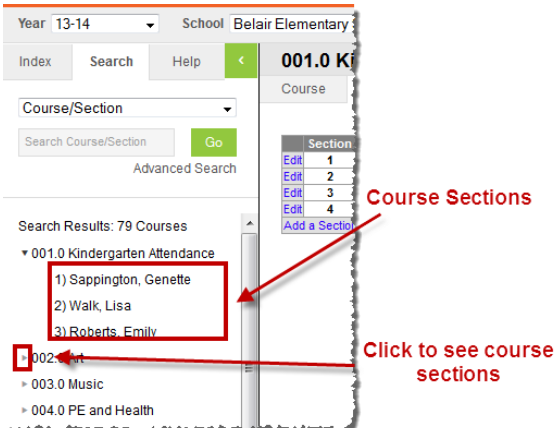 Year 13-14 School Belair Elementary
Index Search Help
001.0 Ki
Course
Course/Section
Search Course/Section Go
Advanced Search
Section
Edit 1
Edit 2
Edit 3
Edit 4
Add a Section
Course Sections
Search Results: 79 Courses
001.0 Kindergarten Attendance
1) Sappington, Genette
2) Walk, Lisa
3) Roberts, Emily
002.0 Art
Click to see course
sections
003.0 Music
004.0 PE and Health